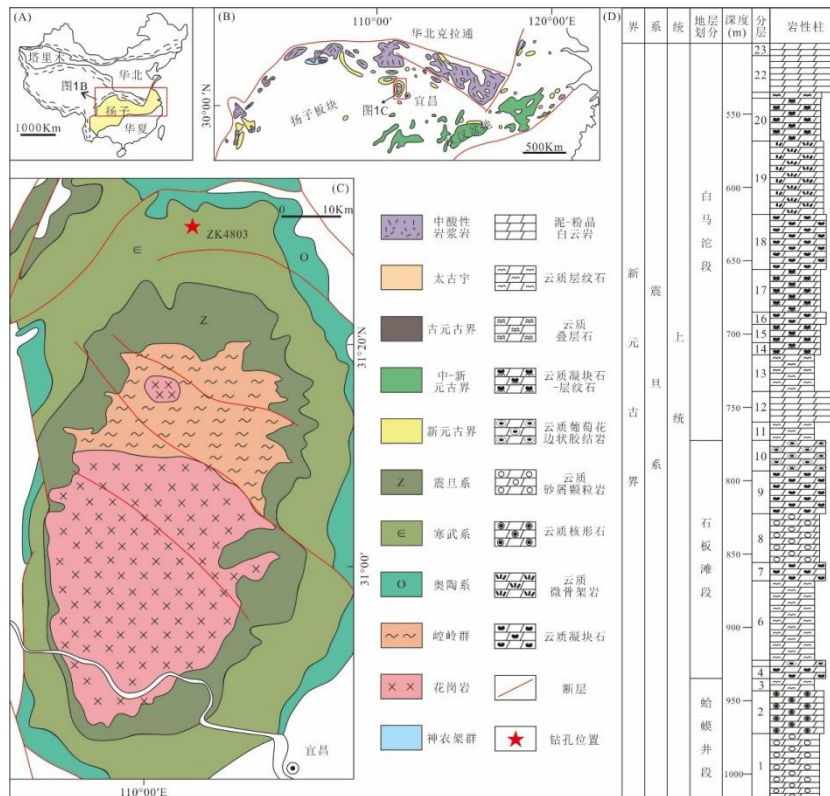 (A)
塔里木
华北
图1B
扬子
华夏
1000Km
(B)
110°00′E
120°00′E
华北克拉通
30°00′N
扬子板块
图1C
宜昌
500Km
(C)
0 10Km
ZK4803
∈
O
Z
31°20′N
31°00′N
宜昌
110°00′E
中酸性
岩浆岩
太古宇
古元古界
中-新
元古界
新元古界
Z 震旦系
∈ 寒武系
O 奥陶系
崆岭群
花岗岩
神农架群
泥-粉晶
白云岩
云质层纹石
云质
叠层石
云质凝块石
-层纹石
云质葡萄花
边状胶结岩
云质
砂屑颗粒岩
云质核形石
云质
微骨架岩
云质凝块石
断层
钻孔位置
(D)
界 系 统 地层划分 深度(m) 分层 岩性柱
新元古界
震旦系
上统
白马沱段
石板滩段
蛤蟆井段
550
600
650
700
750
800
850
900
950
1000
23
22
20
19
18
17
16
15
14
13
12
11
10
9
8
7
6
4
3
2
1